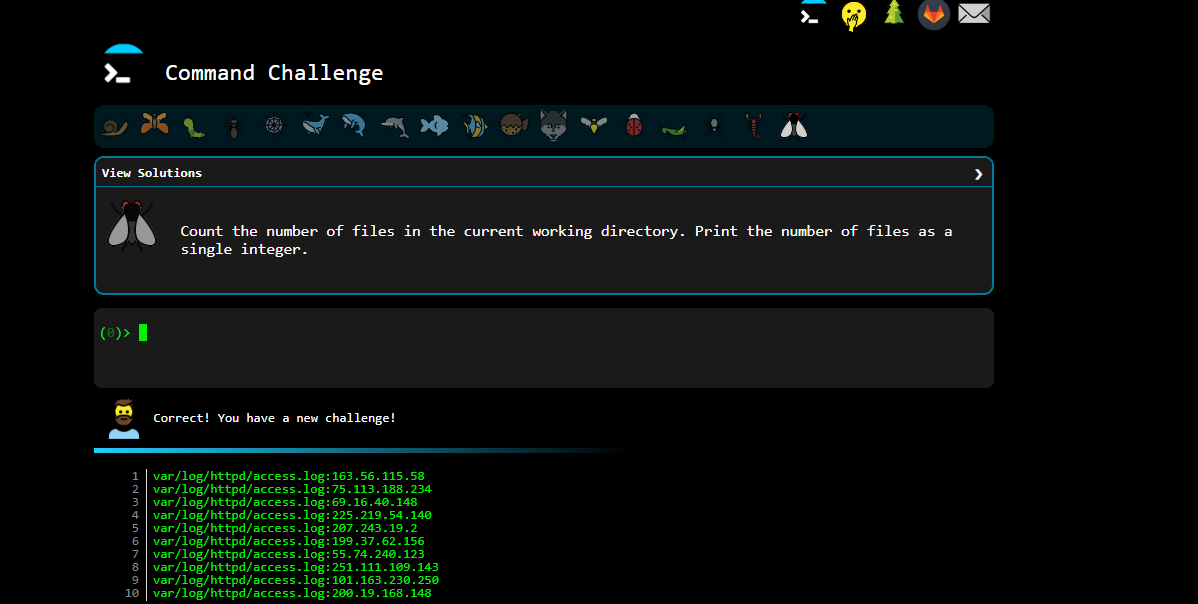 Command Challenge
View Solutions
Count the number of files in the current working directory. Print the number of files as a
single integer.
(0)>
Correct! You have a new challenge!
1 var/log/httpd/access.log:163.56.115.58
2 var/log/httpd/access.log:75.113.188.234
3 var/log/httpd/access.log:69.16.40.148
4 var/log/httpd/access.log:225.219.54.140
5 var/log/httpd/access.log:207.243.19.2
6 var/log/httpd/access.log:199.37.62.156
7 var/log/httpd/access.log:55.74.240.123
8 var/log/httpd/access.log:251.111.109.143
9 var/log/httpd/access.log:101.163.230.250
10 var/log/httpd/access.log:200.19.168.148